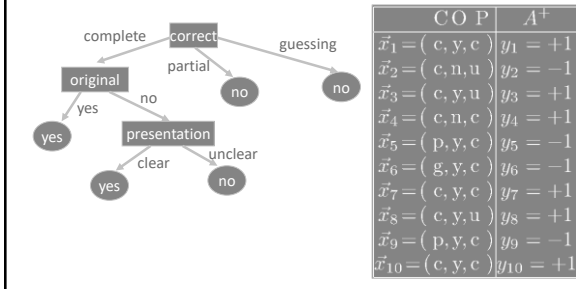 correct
complete
partial
guessing
original
no
no
yes
no
yes
presentation
clear
unclear
yes
no
C O P A⁺
x⃗₁=( c, y, c ) y₁ = +1
x⃗₂=( c, n, u ) y₂ = −1
x⃗₃=( c, y, u ) y₃ = +1
x⃗₄=( c, n, c ) y₄ = +1
x⃗₅=( p, y, c ) y₅ = −1
x⃗₆=( g, y, c ) y₆ = −1
x⃗₇=( c, y, c ) y₇ = +1
x⃗₈=( c, y, u ) y₈ = +1
x⃗₉=( p, y, c ) y₉ = −1
x⃗₁₀=( c, y, c ) y₁₀ = +1